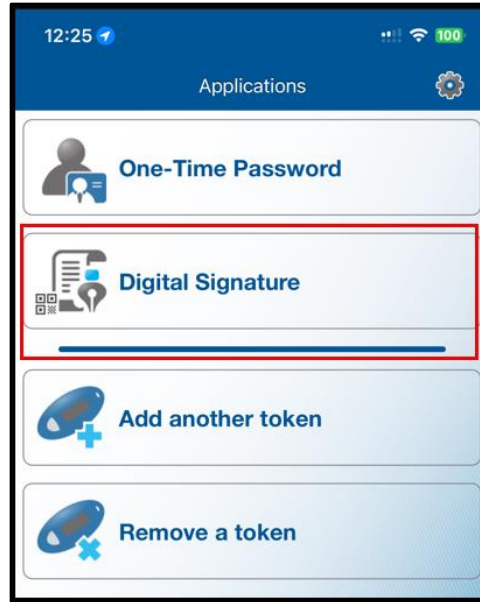 12:25
100
Applications
One-Time Password
Digital Signature
Add another token
Remove a token